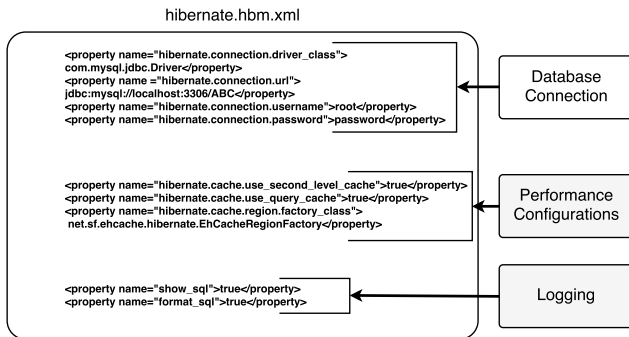 hibernate.hbm.xml
<property name="hibernate.connection.driver_class">
com.mysql.jdbc.Driver</property>
<property name ="hibernate.connection.url">
jdbc:mysql://localhost:3306/ABC</property>
<property name="hibernate.connection.username">root</property>
<property name="hibernate.connection.password">password</property>
Database
Connection
<property name="hibernate.cache.use_second_level_cache">true</property>
<property name="hibernate.cache.use_query_cache">true</property>
<property name="hibernate.cache.region.factory_class">
net.sf.ehcache.hibernate.EhCacheRegionFactory</property>
Performance
Configurations
<property name="show_sql">true</property>
<property name="format_sql">true</property>
Logging